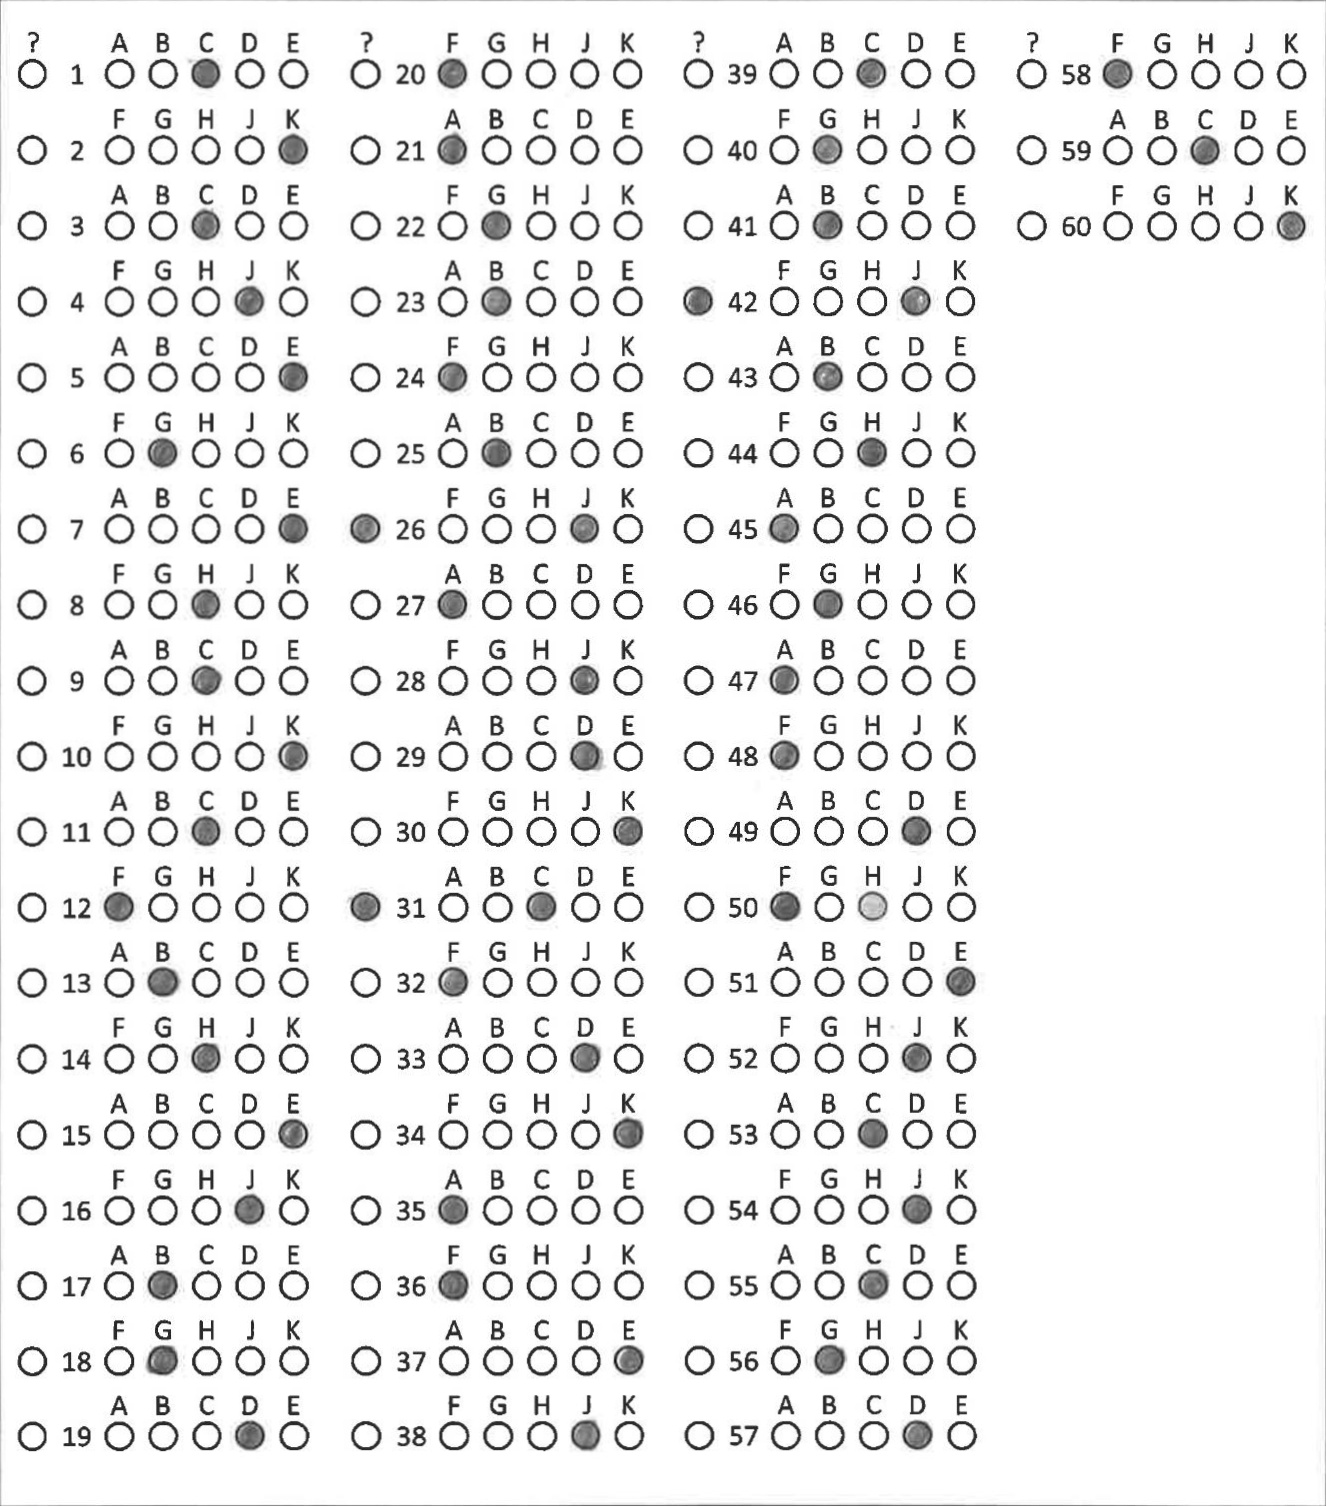 ? A B C D E ? F G H J K ? A B C D E ? F G H J K
1 20 39 58
F G H J K A B C D E F G H J K A B C D E
2 21 40 59
A B C D E F G H J K A B C D E F G H J K
3 22 41 60
F G H J K A B C D E F G H J K
4 23 42
A B C D E F G H J K A B C D E
5 24 43
F G H J K A B C D E F G H J K
6 25 44
A B C D E F G H J K A B C D E
7 26 45
F G H J K A B C D E F G H J K
8 27 46
A B C D E F G H J K A B C D E
9 28 47
F G H J K A B C D E F G H J K
10 29 48
A B C D E F G H J K A B C D E
11 30 49
F G H J K A B C D E F G H J K
12 31 50
A B C D E F G H J K A B C D E
13 32 51
F G H J K A B C D E F G H J K
14 33 52
A B C D E F G H J K A B C D E
15 34 53
F G H J K A B C D E F G H J K
16 35 54
A B C D E F G H J K A B C D E
17 36 55
F G H J K A B C D E F G H J K
18 37 56
A B C D E F G H J K A B C D E
19 38 57